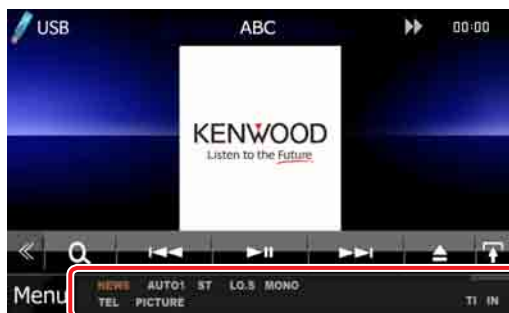 USB ABC 00:00
KENWOOD
Listen to the Future
Menu
NEWS AUTO1 ST LO.S MONO
TEL PICTURE TI IN